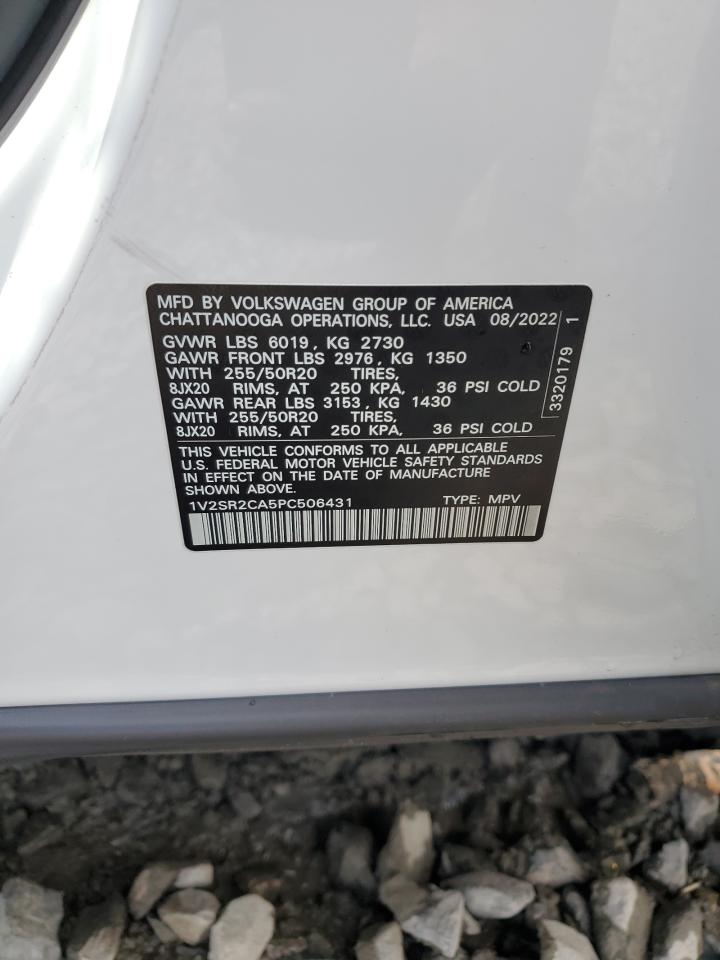 MFD BY VOLKSWAGEN GROUP OF AMERICA
CHATTANOOGA OPERATIONS, LLC. USA 08/2022
GVWR LBS 6019, KG 2730
GAWR FRONT LBS 2976, KG 1350
WITH 255/50R20 TIRES,
8JX20 RIMS, AT 250 KPA, 36 PSI COLD
GAWR REAR LBS 3153, KG 1430
WITH 255/50R20 TIRES,
8JX20 RIMS, AT 250 KPA, 36 PSI COLD
THIS VEHICLE CONFORMS TO ALL APPLICABLE
U.S. FEDERAL MOTOR VEHICLE SAFETY STANDARDS
IN EFFECT ON THE DATE OF MANUFACTURE
SHOWN ABOVE
1V2SR2CA5PC506431 TYPE: MPV
3320179 1
A